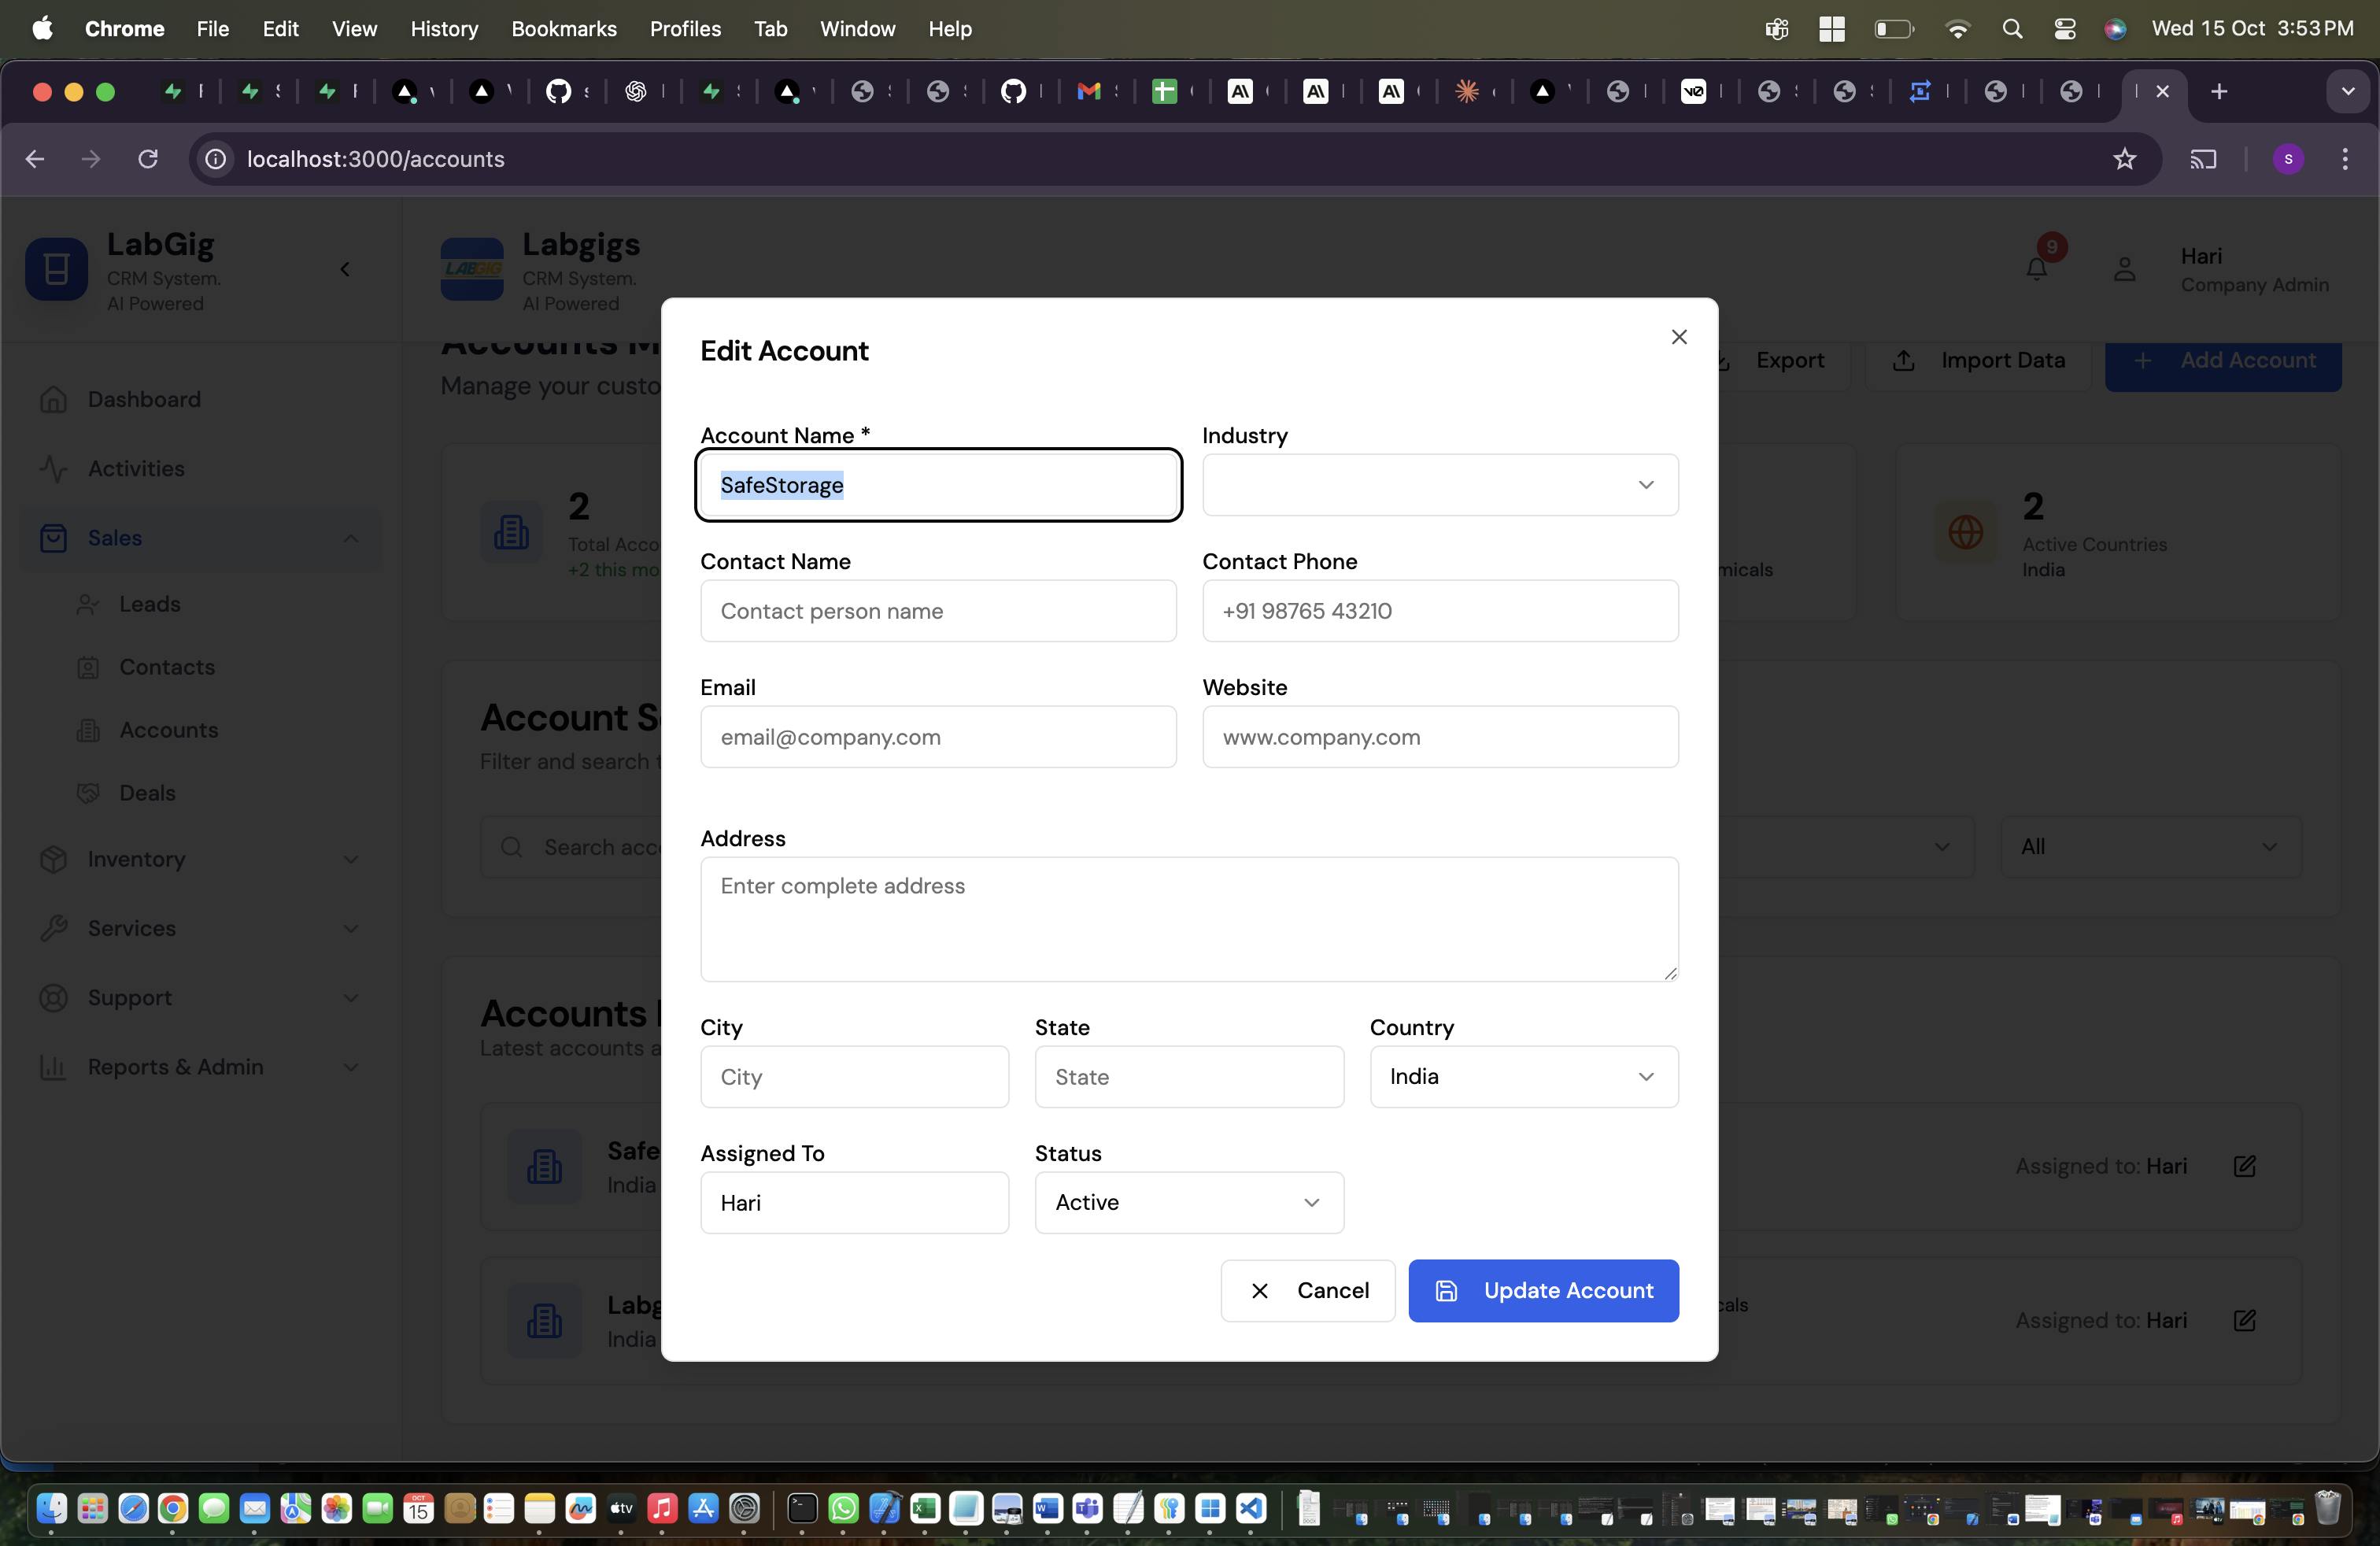 Chrome File Edit View History Bookmarks Profiles Tab Window Help
Wed 15 Oct 3:53 PM
localhost:3000/accounts
S
LabGig
CRM System.
AI Powered
Labgigs
CRM System.
AI Powered
LABGIG
9
Hari
Company Admin
Dashboard
Activities
Sales
Leads
Contacts
Accounts
Deals
Inventory
Services
Support
Reports & Admin
Accounts M
Manage your custo
Export
Import Data
Add Account
2
Total Acco
+2 this mo
micals
2
Active Countries
India
Account S
Filter and search
Search acc
All
Accounts
Latest accounts a
Safe
India
Assigned to: Hari
Labg
India
cals
Assigned to: Hari
Edit Account
Account Name *
SafeStorage
Industry
Contact Name
Contact person name
Contact Phone
+91 98765 43210
Email
email@company.com
Website
www.company.com
Address
Enter complete address
City
City
State
State
Country
India
Assigned To
Hari
Status
Active
Cancel
Update Account
OCT
15
tv